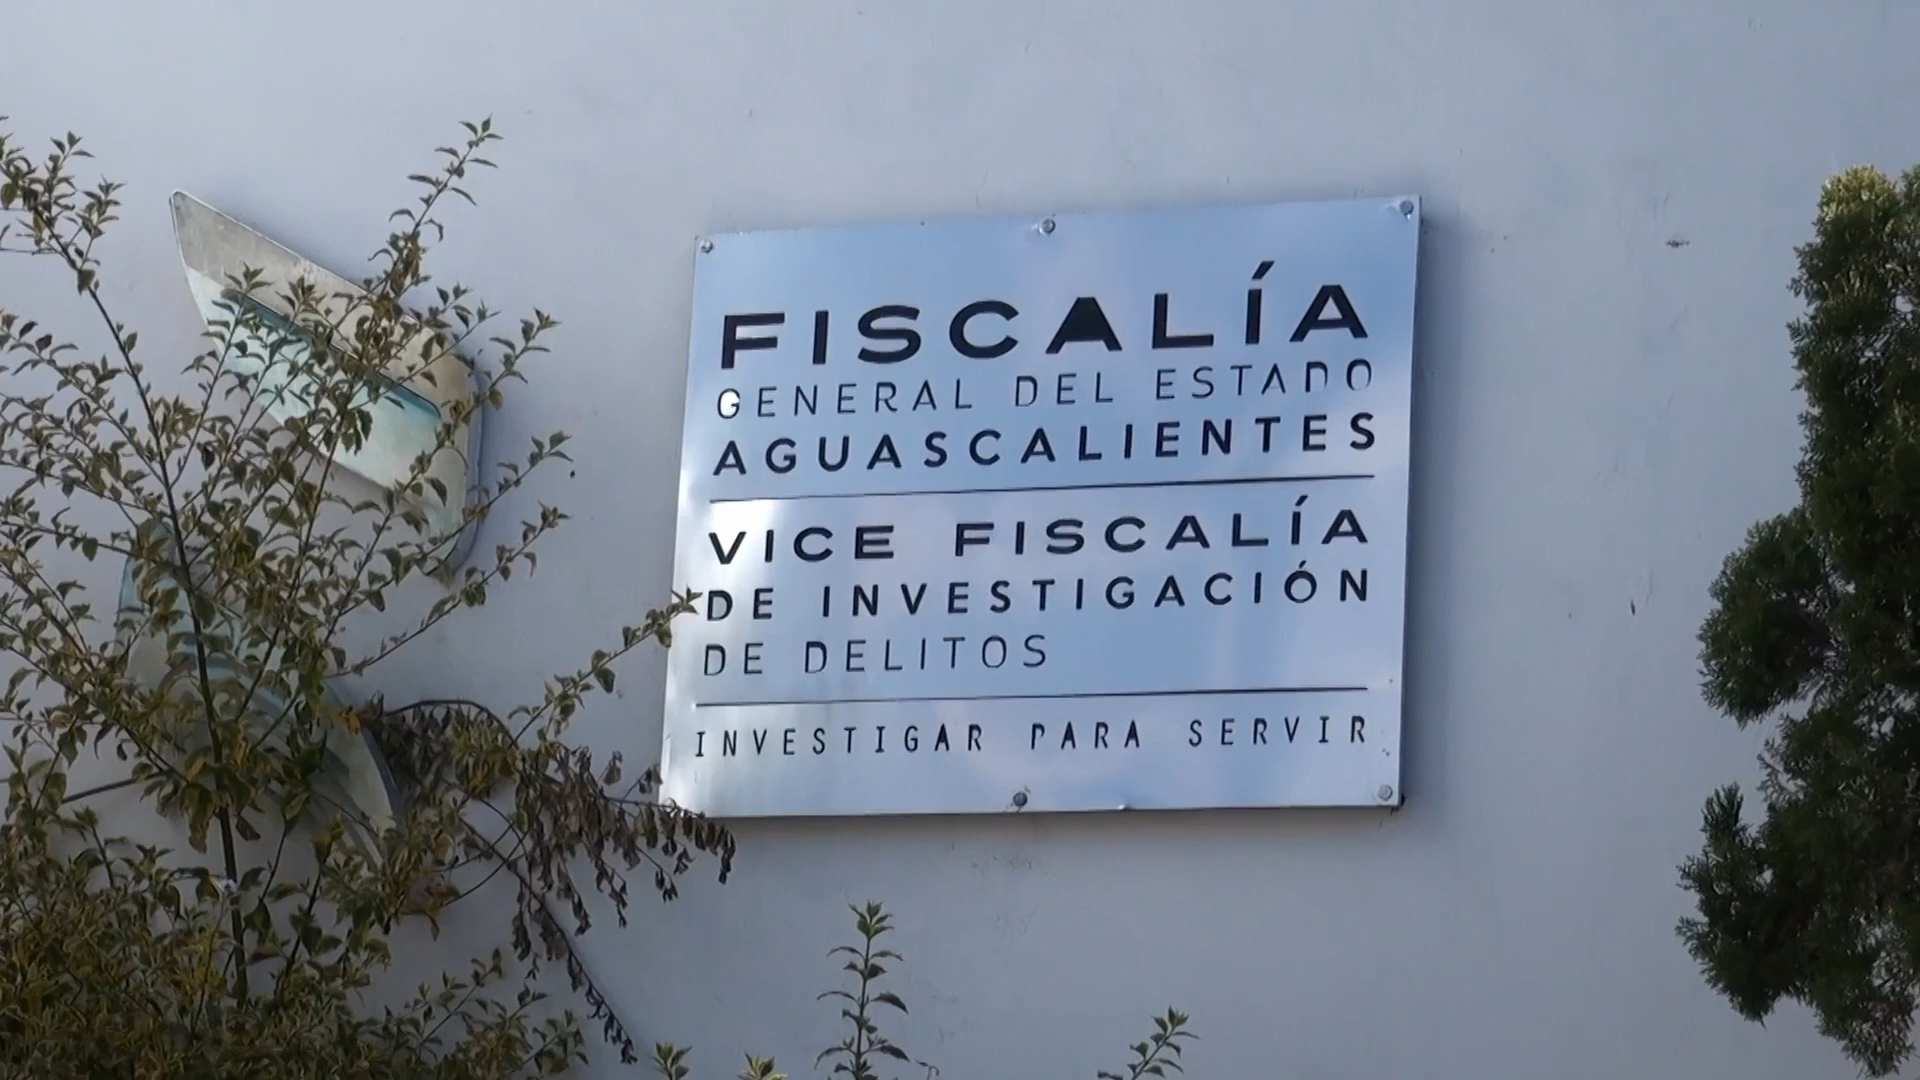 FISCALÍA
GENERAL DEL ESTADO
AGUASCALIENTES
VICE FISCALÍA
DE INVESTIGACIÓN
DE DELITOS
INVESTIGAR PARA SERVIR